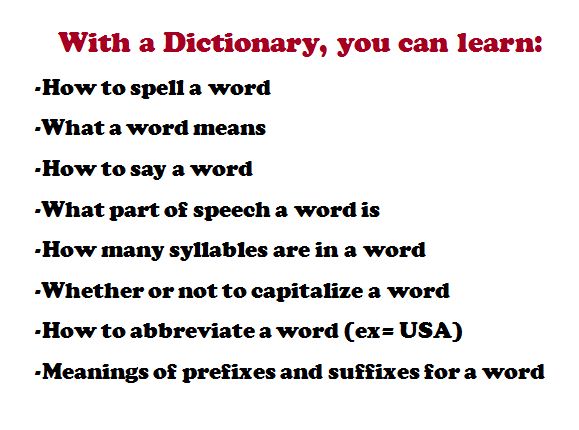 With a Dictionary, you can learn:
-How to spell a word
-What a word means
-How to say a word
-What part of speech a word is
-How many syllables are in a word
-Whether or not to capitalize a word
-How to abbreviate a word (ex= USA)
-Meanings of prefixes and suffixes for a word